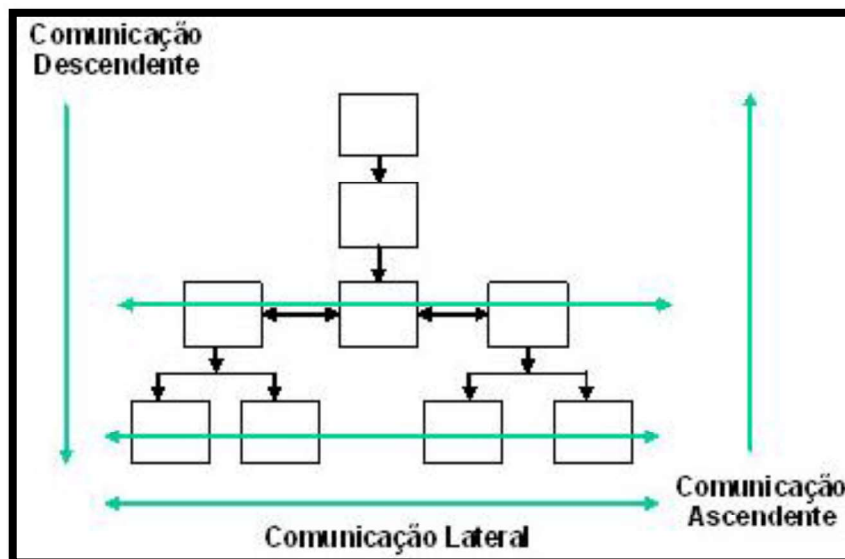 Comunicação
Descendente
Comunicação
Ascendente
Comunicação Lateral